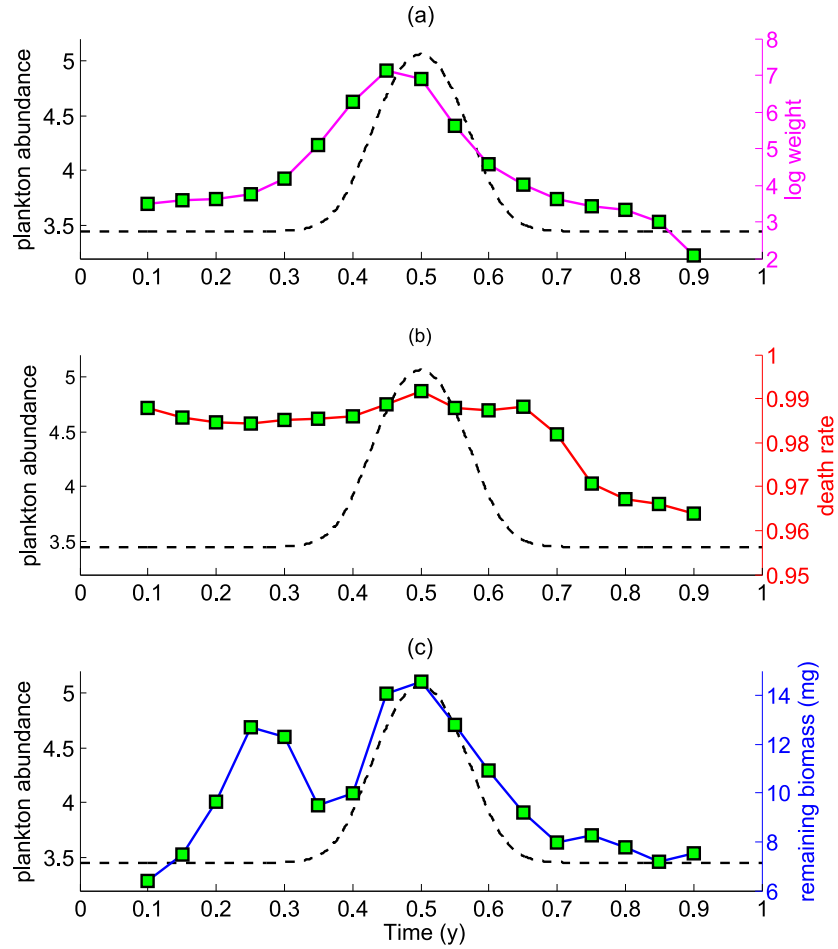 (a)
plankton abundance
5
4.5
4
3.5
8
7
6
5
4
3
2
log weight
0 0.1 0.2 0.3 0.4 0.5 0.6 0.7 0.8 0.9 1
(b)
plankton abundance
5
4.5
4
3.5
1
0.99
0.98
0.97
0.96
0.95
death rate
0 0.1 0.2 0.3 0.4 0.5 0.6 0.7 0.8 0.9 1
(c)
plankton abundance
5
4.5
4
3.5
14
12
10
8
6
remaining biomass (mg)
0 0.1 0.2 0.3 0.4 0.5 0.6 0.7 0.8 0.9 1
Time (y)